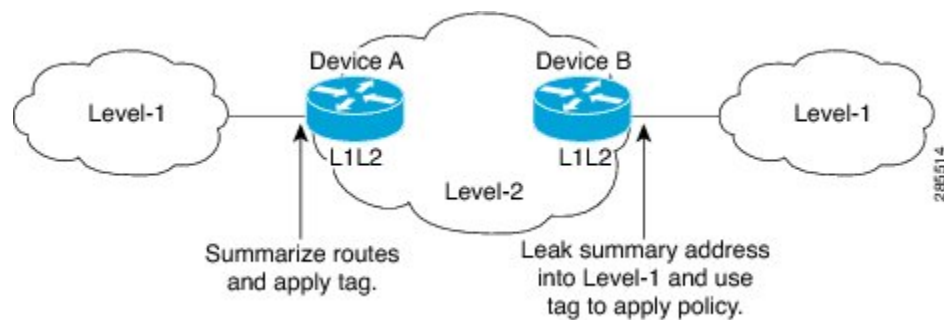 Device A
Device B
Level-1
Level-1
L1L2
L1L2
Level-2
Summarize routes
and apply tag.
Leak summary address
into Level-1 and use
tag to apply policy.
285514